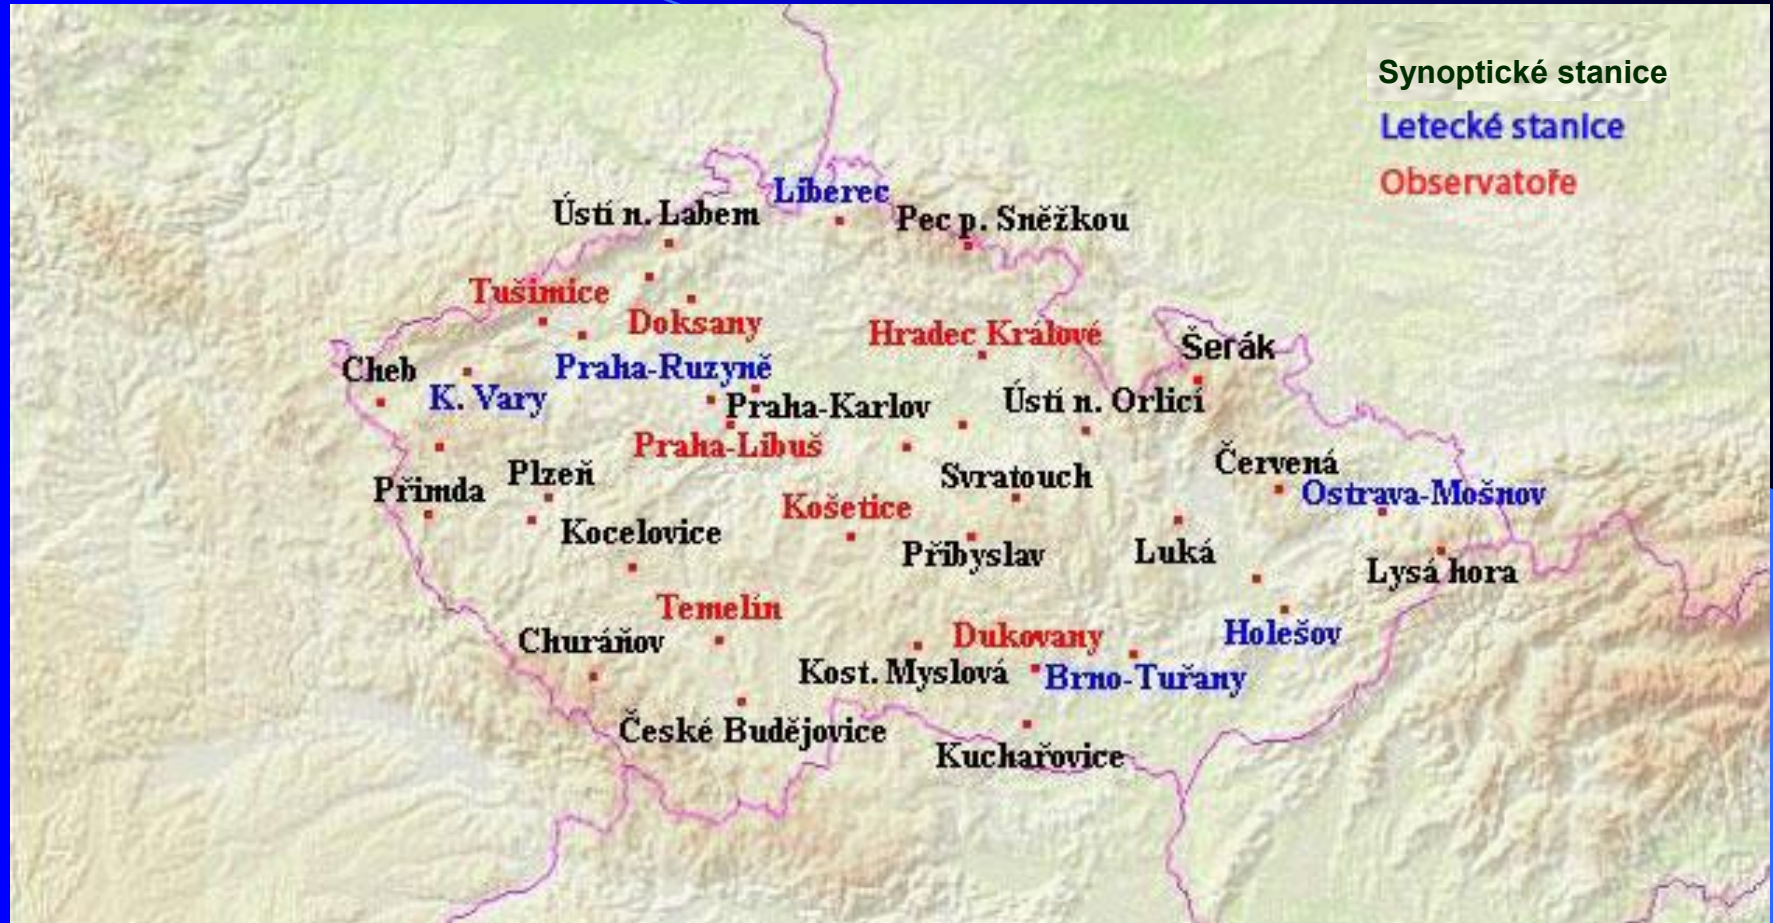 Synoptické stanice
Letecké stanice
Observatoře
Liberec
Ústí n. Labem
Pec p. Sněžkou
Tušimice
Doksany
Hradec Králové
Šerák
Cheb
Praha-Ruzyně
K. Vary
Praha-Karlov
Ústí n. Orlicí
Praha-Libuš
Červená
Plzeň
Svratouch
Přimda
Ostrava-Mošnov
Košetice
Kocelovice
Přibyslav
Luká
Lysá hora
Temelín
Churáňov
Dukovany
Holešov
Kost. Myslová
Brno-Tuřany
České Budějovice
Kuchařovice